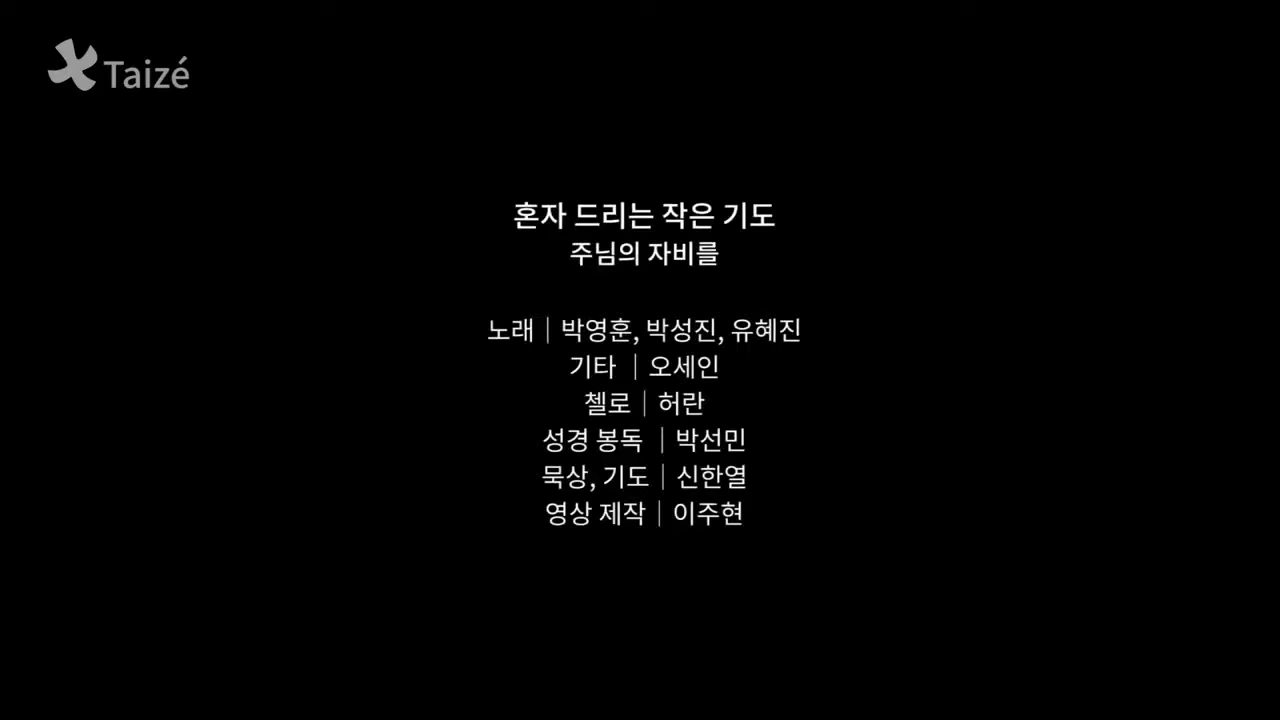 Taizé
혼자 드리는 작은 기도
주님의 자비를
노래｜박영훈, 박성진, 유혜진
기타 ｜오세인
첼로｜허란
성경 봉독 ｜박선민
묵상, 기도｜신한열
영상 제작｜이주현